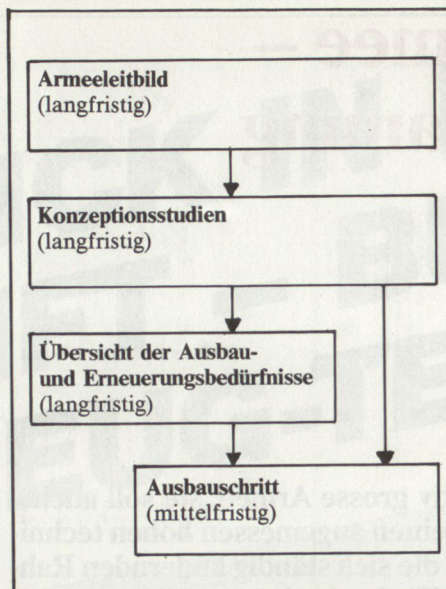 Armeeleitbild
(langfristig)
Konzeptionsstudien
(langfristig)
Übersicht der Ausbau-
und Erneuerungsbedürfnisse
(langfristig)
Ausbauschritt
(mittelfristig)